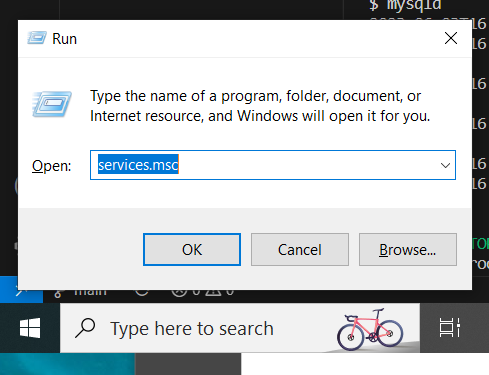 $ mysqld
Run
Type the name of a program, folder, document, or
Internet resource, and Windows will open it for you.
Open:
services.msc
OK
Cancel
Browse...
main
Type here to search